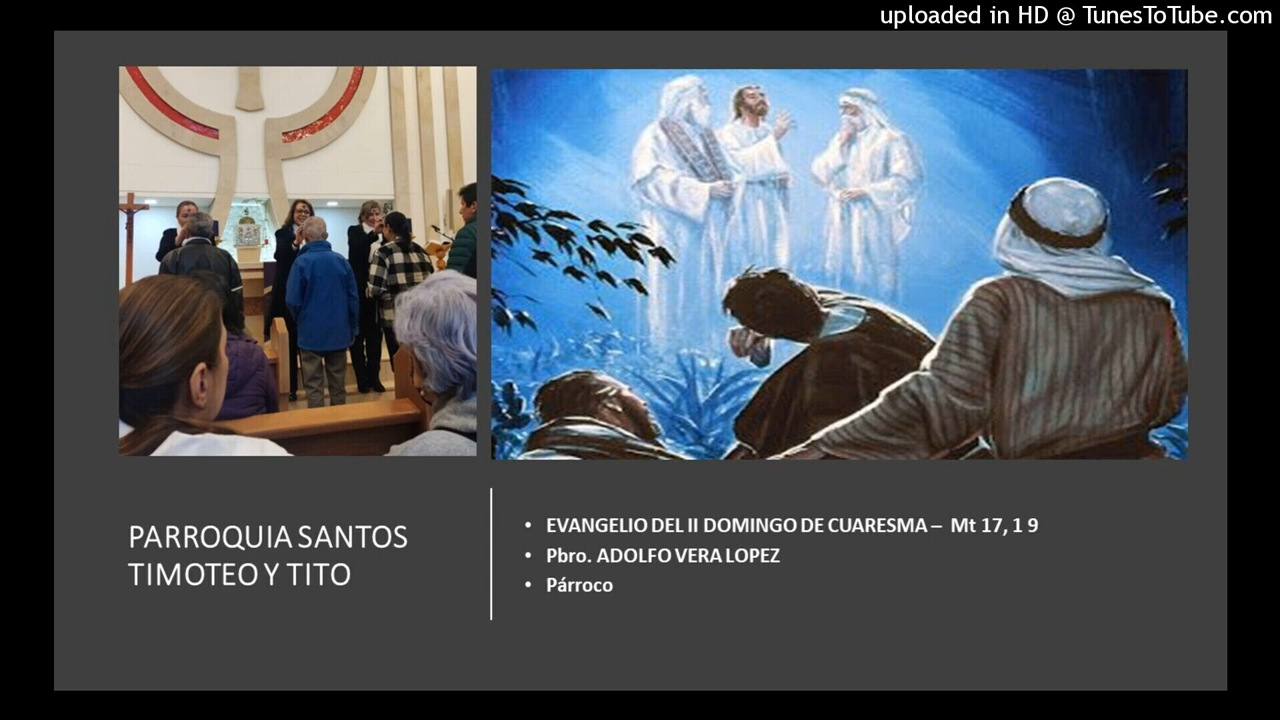 uploaded in HD @ TunesToTube.com
PARROQUIA SANTOS
TIMOTEO Y TITO
• EVANGELIO DEL II DOMINGO DE CUARESMA – Mt 17, 1 9
• Pbro. ADOLFO VERA LOPEZ
• Párroco